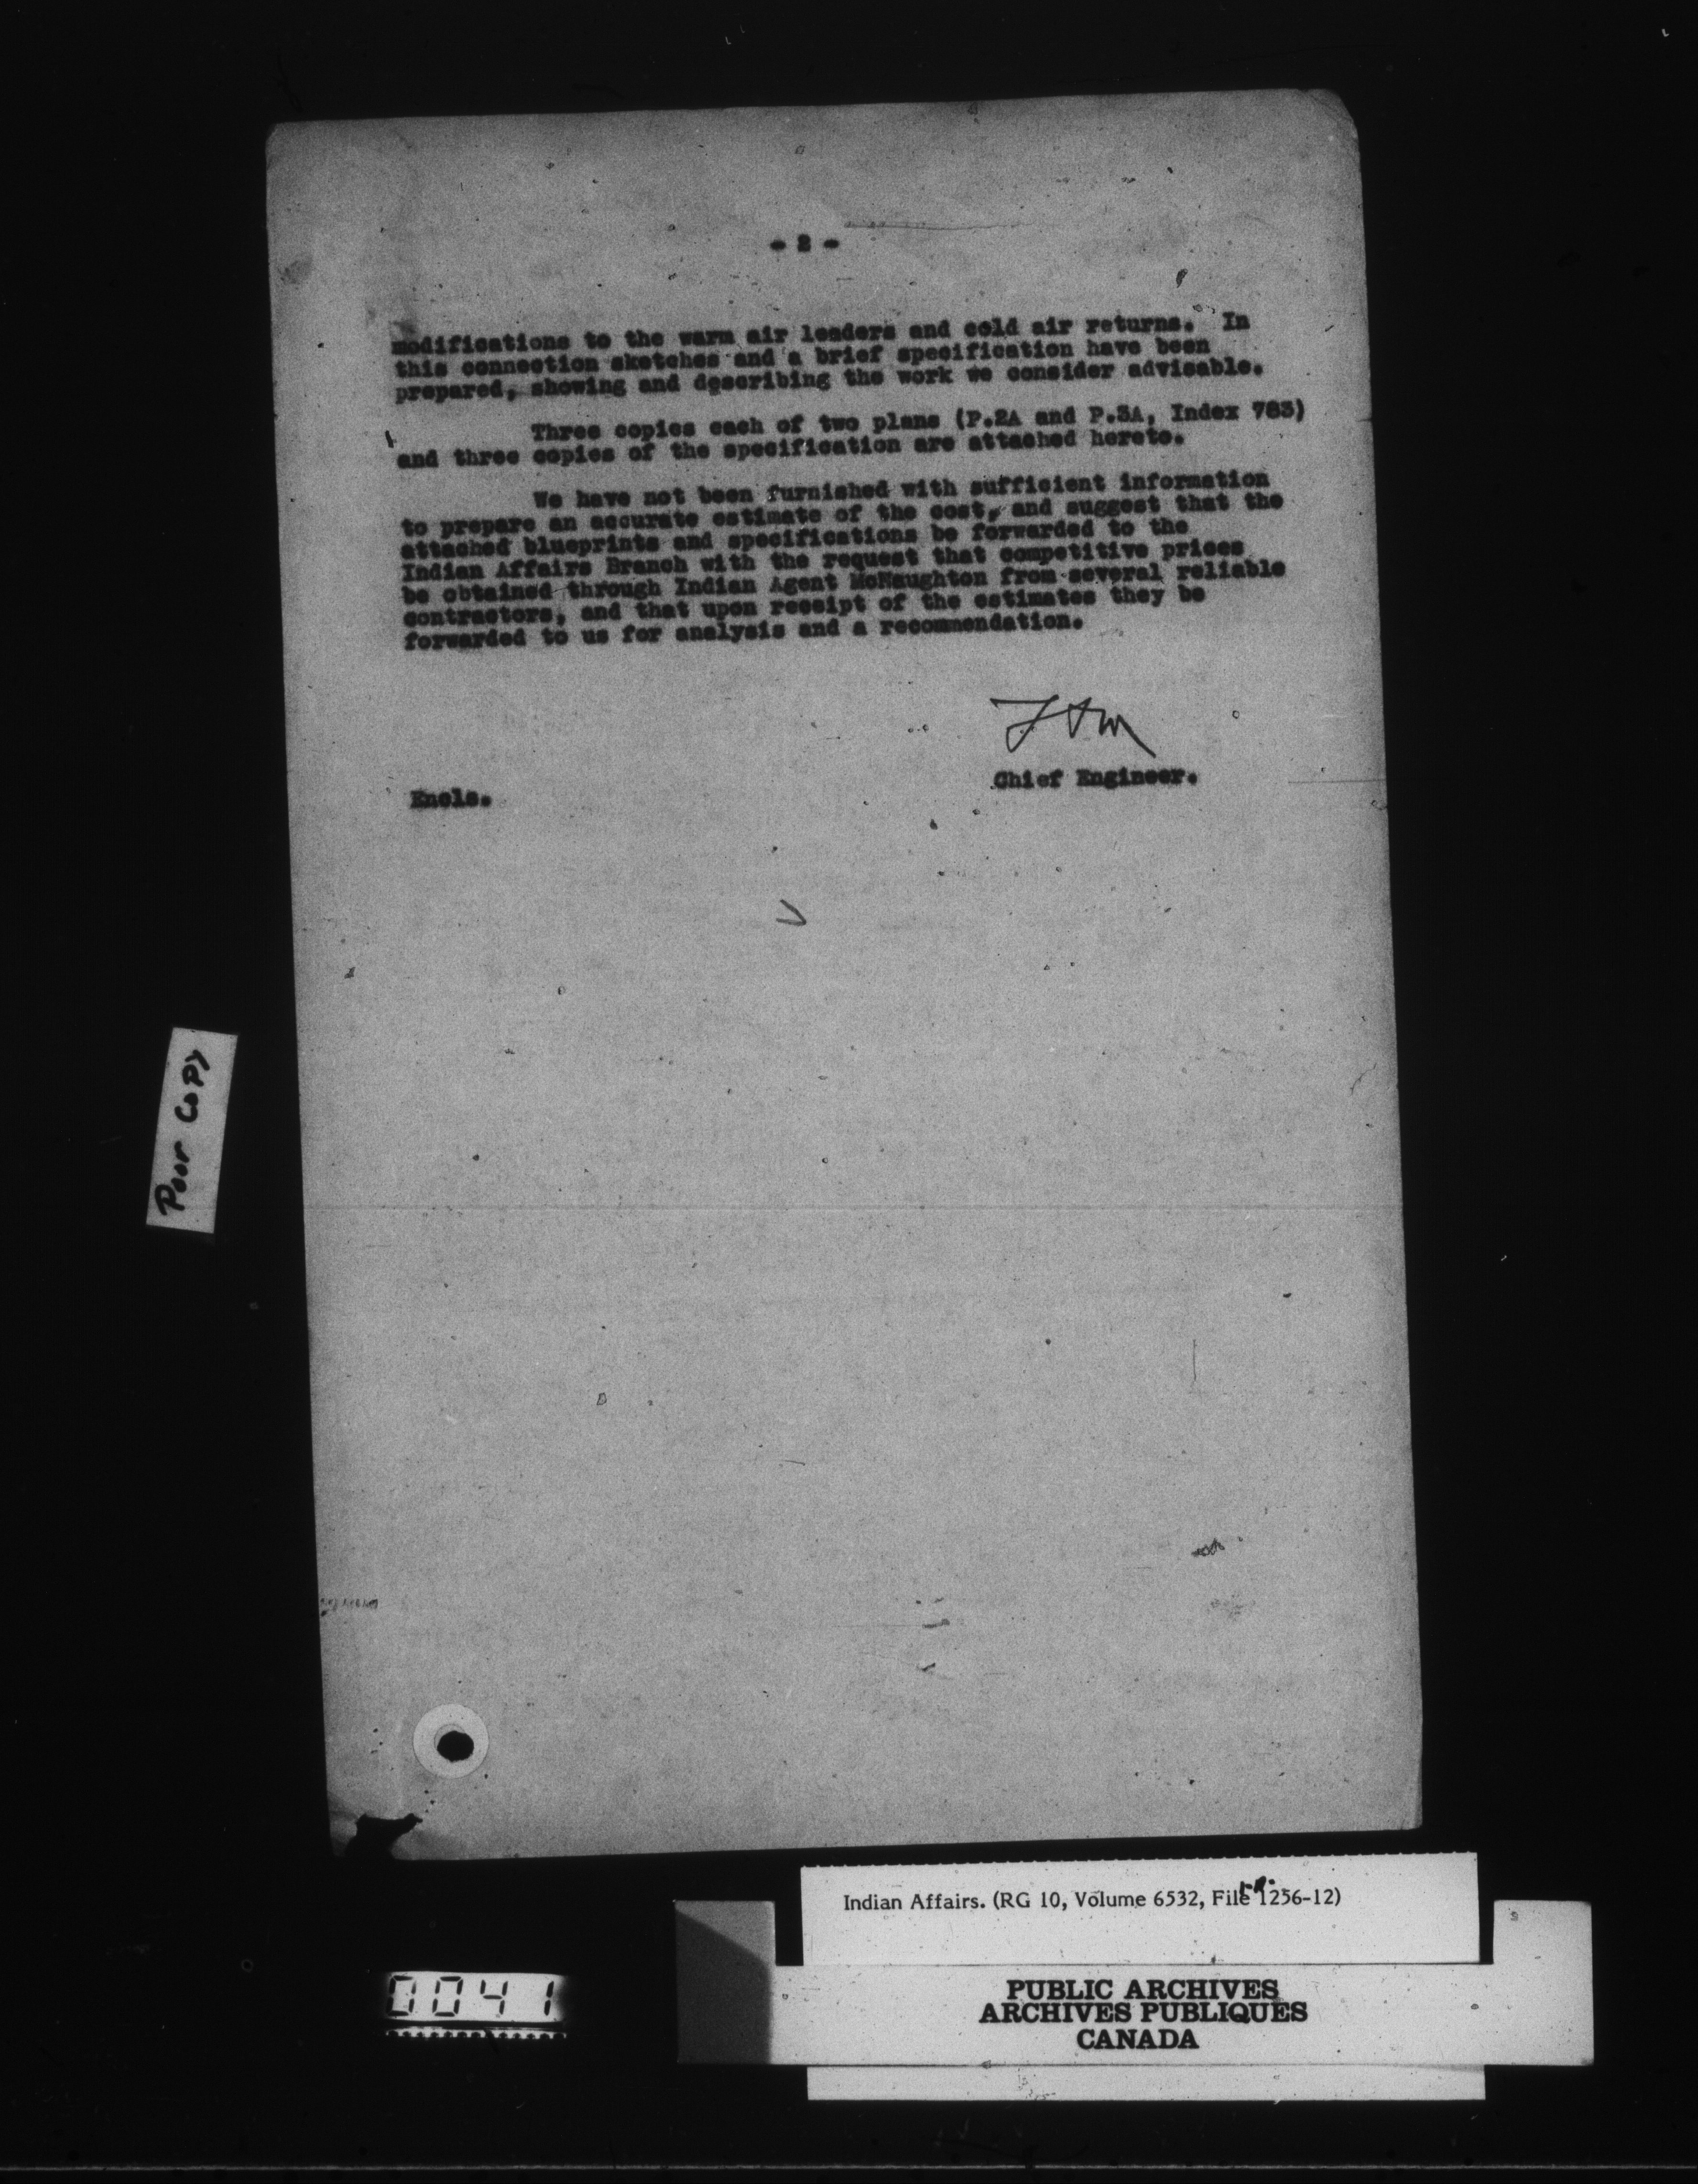 - 2 -
modifications to the warm air leaders and cold air returns. In
this connection sketches and a brief specification have been
prepared, showing and describing the work we consider advisable.
Three copies each of two plans (P.2A and P.3A, Index 783)
and three copies of the specification are attached hereto.
We have not been furnished with sufficient information
to prepare an accurate estimate of the cost, and suggest that the
attached blueprints and specifications be forwarded to the
Indian Affairs Branch with the request that competitive prices
be obtained through Indian Agent McNaughton from several reliable
contractors, and that upon receipt of the estimates they be
forwarded to us for analysis and a recommendation.
Chief Engineer.
Encls.
Poor Copy
Indian Affairs. (RG 10, Volume 6532, File 1256-12)
PUBLIC ARCHIVES
ARCHIVES PUBLIQUES
CANADA
0041